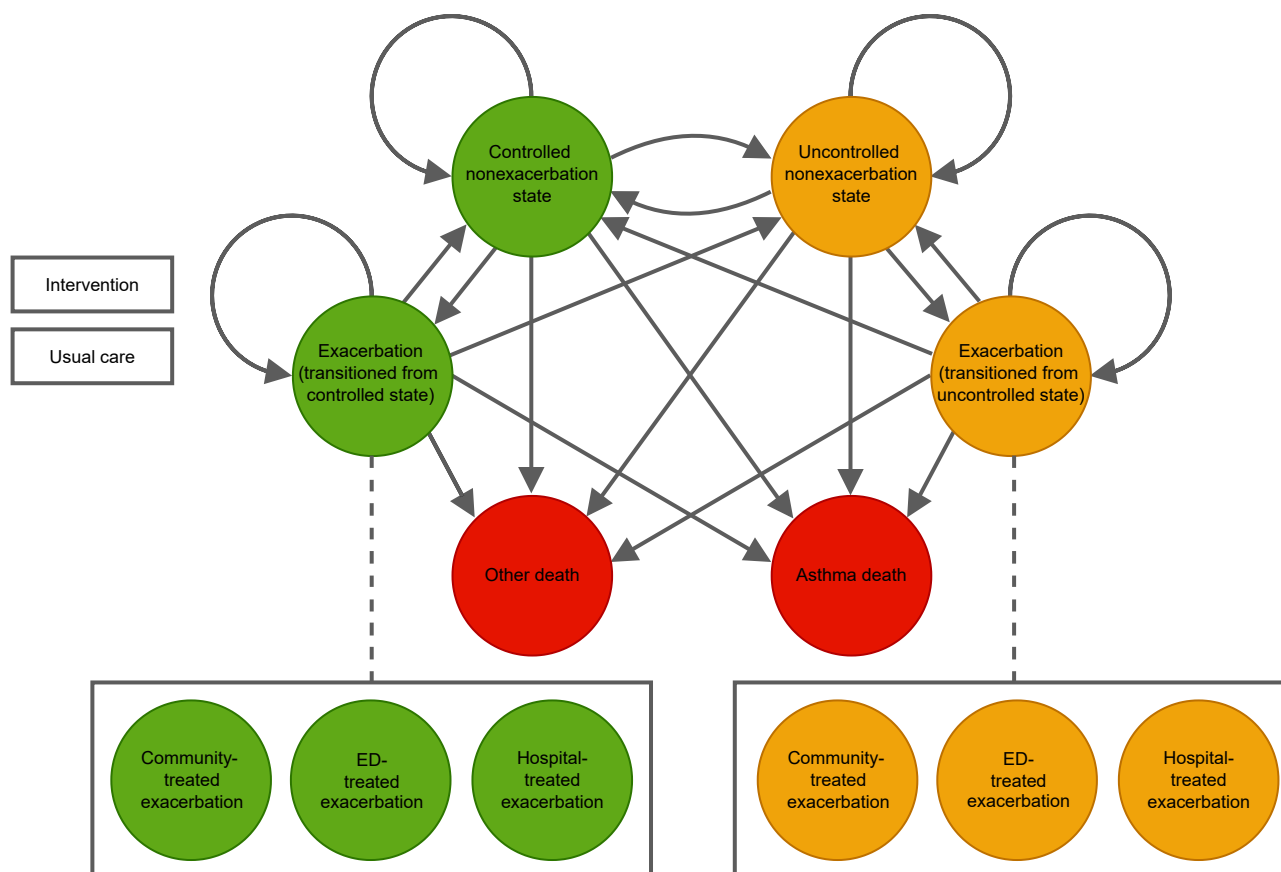 Controlled
nonexacerbation
state
Uncontrolled
nonexacerbation
state
Intervention
Usual care
Exacerbation
(transitioned from
controlled state)
Exacerbation
(transitioned from
uncontrolled state)
Other death
Asthma death
Community-
treated
exacerbation
ED-
treated
exacerbation
Hospital-
treated
exacerbation
Community-
treated
exacerbation
ED-
treated
exacerbation
Hospital-
treated
exacerbation